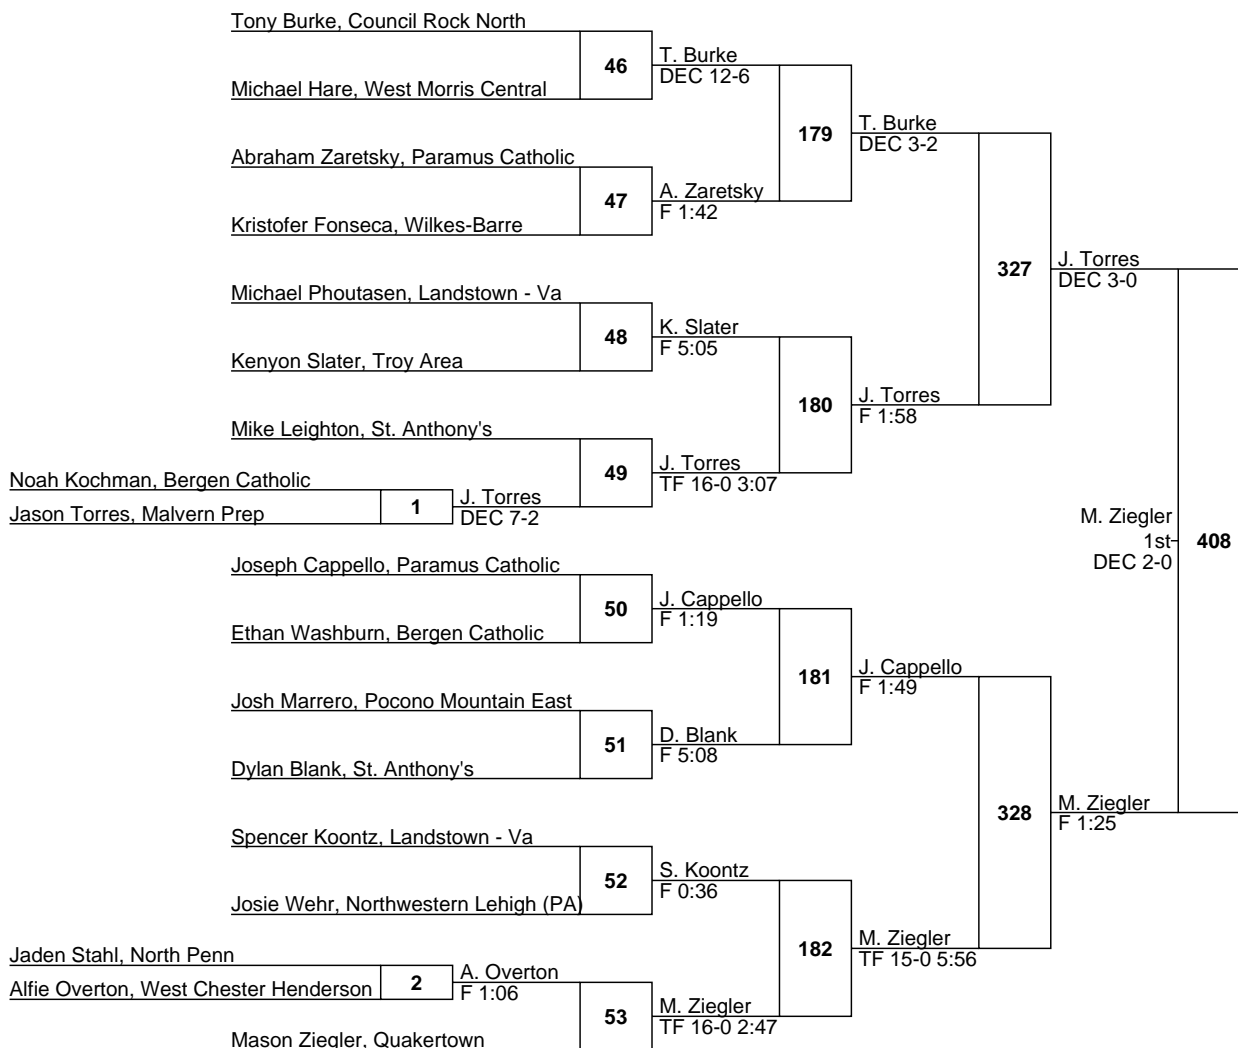 Tony Burke, Council Rock North
46
T. Burke
DEC 12-6
Michael Hare, West Morris Central
179
T. Burke
DEC 3-2
Abraham Zaretsky, Paramus Catholic
47
A. Zaretsky
F 1:42
Kristofer Fonseca, Wilkes-Barre
327
J. Torres
DEC 3-0
Michael Phoutasen, Landstown - Va
48
K. Slater
F 5:05
Kenyon Slater, Troy Area
180
J. Torres
F 1:58
Mike Leighton, St. Anthony's
49
J. Torres
TF 16-0 3:07
Noah Kochman, Bergen Catholic
1
J. Torres
DEC 7-2
Jason Torres, Malvern Prep
M. Ziegler
1st
DEC 2-0
408
Joseph Cappello, Paramus Catholic
50
J. Cappello
F 1:19
Ethan Washburn, Bergen Catholic
181
J. Cappello
F 1:49
Josh Marrero, Pocono Mountain East
51
D. Blank
F 5:08
Dylan Blank, St. Anthony's
328
M. Ziegler
F 1:25
Spencer Koontz, Landstown - Va
52
S. Koontz
F 0:36
Josie Wehr, Northwestern Lehigh (PA)
182
M. Ziegler
TF 15-0 5:56
Jaden Stahl, North Penn
2
A. Overton
F 1:06
Alfie Overton, West Chester Henderson
53
M. Ziegler
TF 16-0 2:47
Mason Ziegler, Quakertown